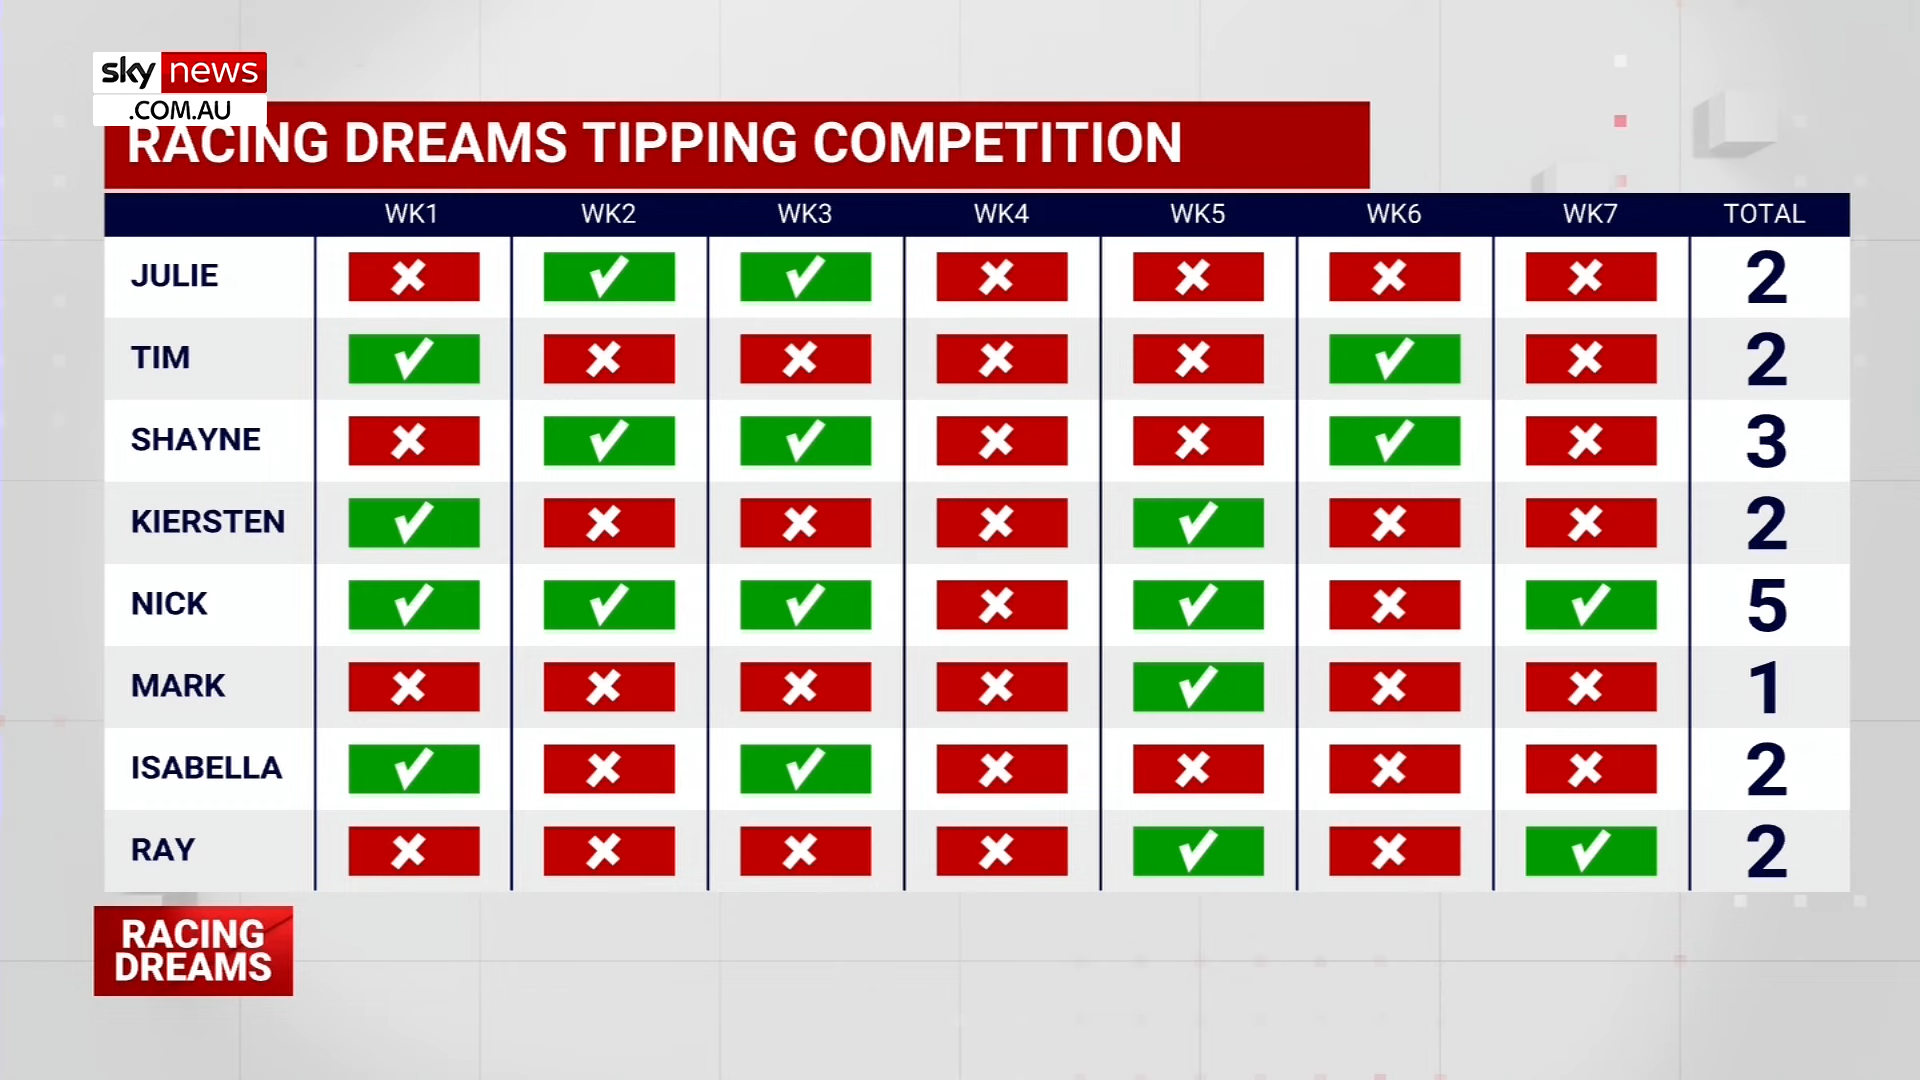 sky news
.COM.AU
RACING DREAMS TIPPING COMPETITION
WK1 WK2 WK3 WK4 WK5 WK6 WK7 TOTAL
JULIE ✖ ✔ ✔ ✖ ✖ ✖ ✖ 2
TIM ✔ ✖ ✖ ✖ ✖ ✔ ✖ 2
SHAYNE ✖ ✔ ✔ ✖ ✖ ✔ ✖ 3
KIERSTEN ✔ ✖ ✖ ✖ ✔ ✖ ✖ 2
NICK ✔ ✔ ✔ ✖ ✔ ✖ ✔ 5
MARK ✖ ✖ ✖ ✖ ✔ ✖ ✖ 1
ISABELLA ✔ ✖ ✔ ✖ ✖ ✖ ✖ 2
RAY ✖ ✖ ✖ ✖ ✔ ✖ ✔ 2
RACING
DREAMS